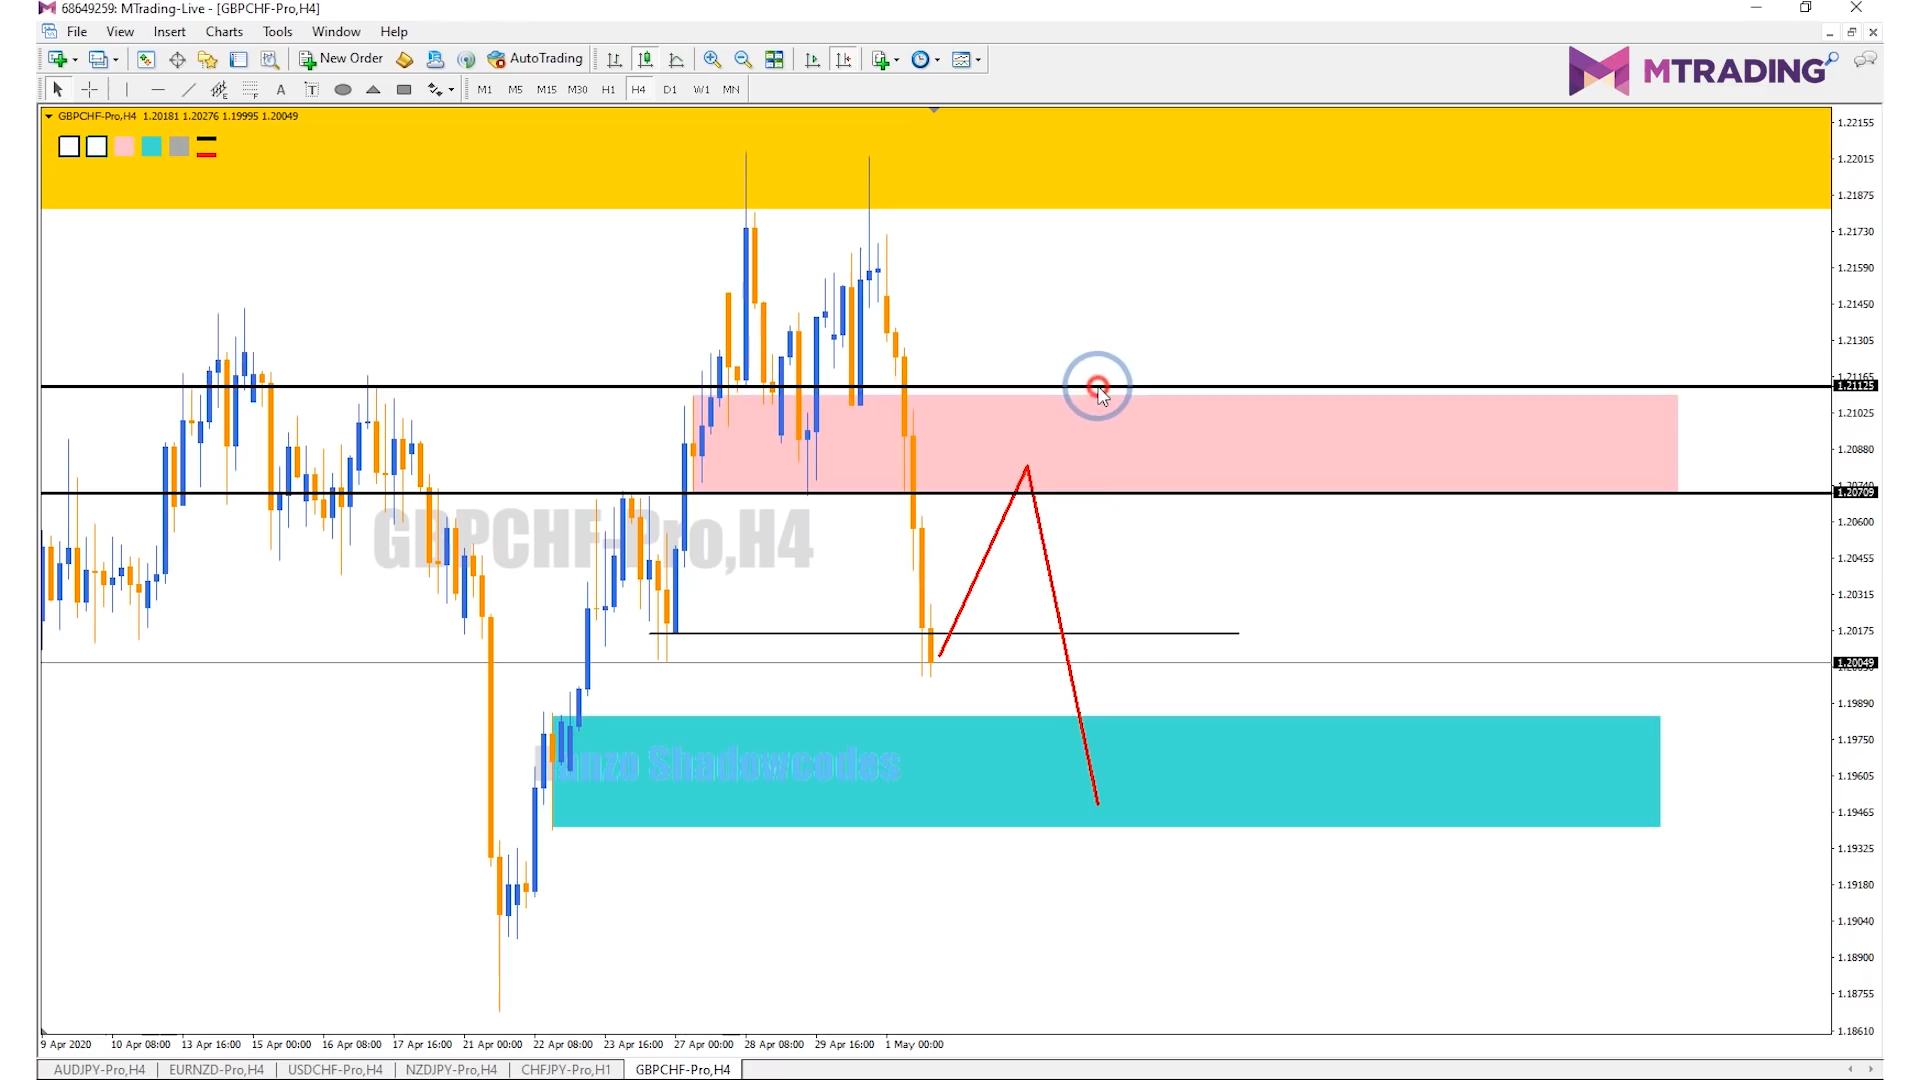 68649259: MTrading-Live - [GBPCHF-Pro,H4]
File View Insert Charts Tools Window Help
New Order AutoTrading
MTRADING
A T M1 M5 M15 M30 H1 H4 D1 W1 MN
GBPCHF-Pro,H4 1.20181 1.20276 1.19995 1.20049
1.22155
1.22015
1.21875
1.21730
1.21590
1.21450
1.21305
1.21165
1.21125
1.21025
1.20880
1.20740
1.20709
1.20600
GBPCHF-Pro,H4
1.20455
1.20315
1.20175
1.20049
1.19890
1.19750
Shadowcodes
1.19605
1.19465
1.19325
1.19180
1.19040
1.18900
1.18755
1.18610
9 Apr 2020 10 Apr 08:00 13 Apr 16:00 15 Apr 00:00 16 Apr 08:00 17 Apr 16:00 21 Apr 00:00 22 Apr 08:00 23 Apr 16:00 27 Apr 00:00 28 Apr 08:00 29 Apr 16:00 1 May 00:00
AUDJPY-Pro,H4 EURNZD-Pro,H4 USDCHF-Pro,H4 NZDJPY-Pro,H4 CHFJPY-Pro,H1 GBPCHF-Pro,H4